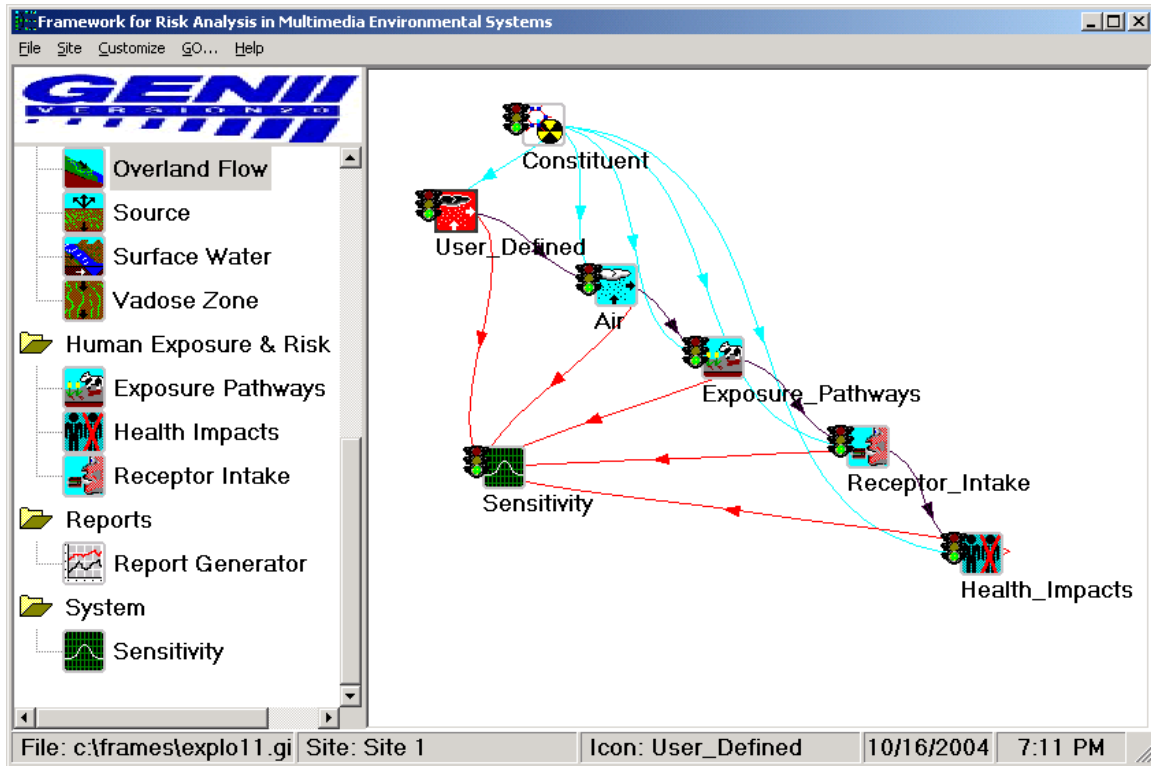 Framework for Risk Analysis in Multimedia Environmental Systems
File Site Customize GO... Help
GENII
VERSION 2.0
Overland Flow
Source
Surface Water
Vadose Zone
Human Exposure & Risk
Exposure Pathways
Health Impacts
Receptor Intake
Reports
Report Generator
System
Sensitivity
Constituent
User_Defined
Air
Exposure_Pathways
Receptor_Intake
Sensitivity
Health_Impacts
File: c:\frames\explo11.gi Site: Site 1 Icon: User_Defined 10/16/2004 7:11 PM